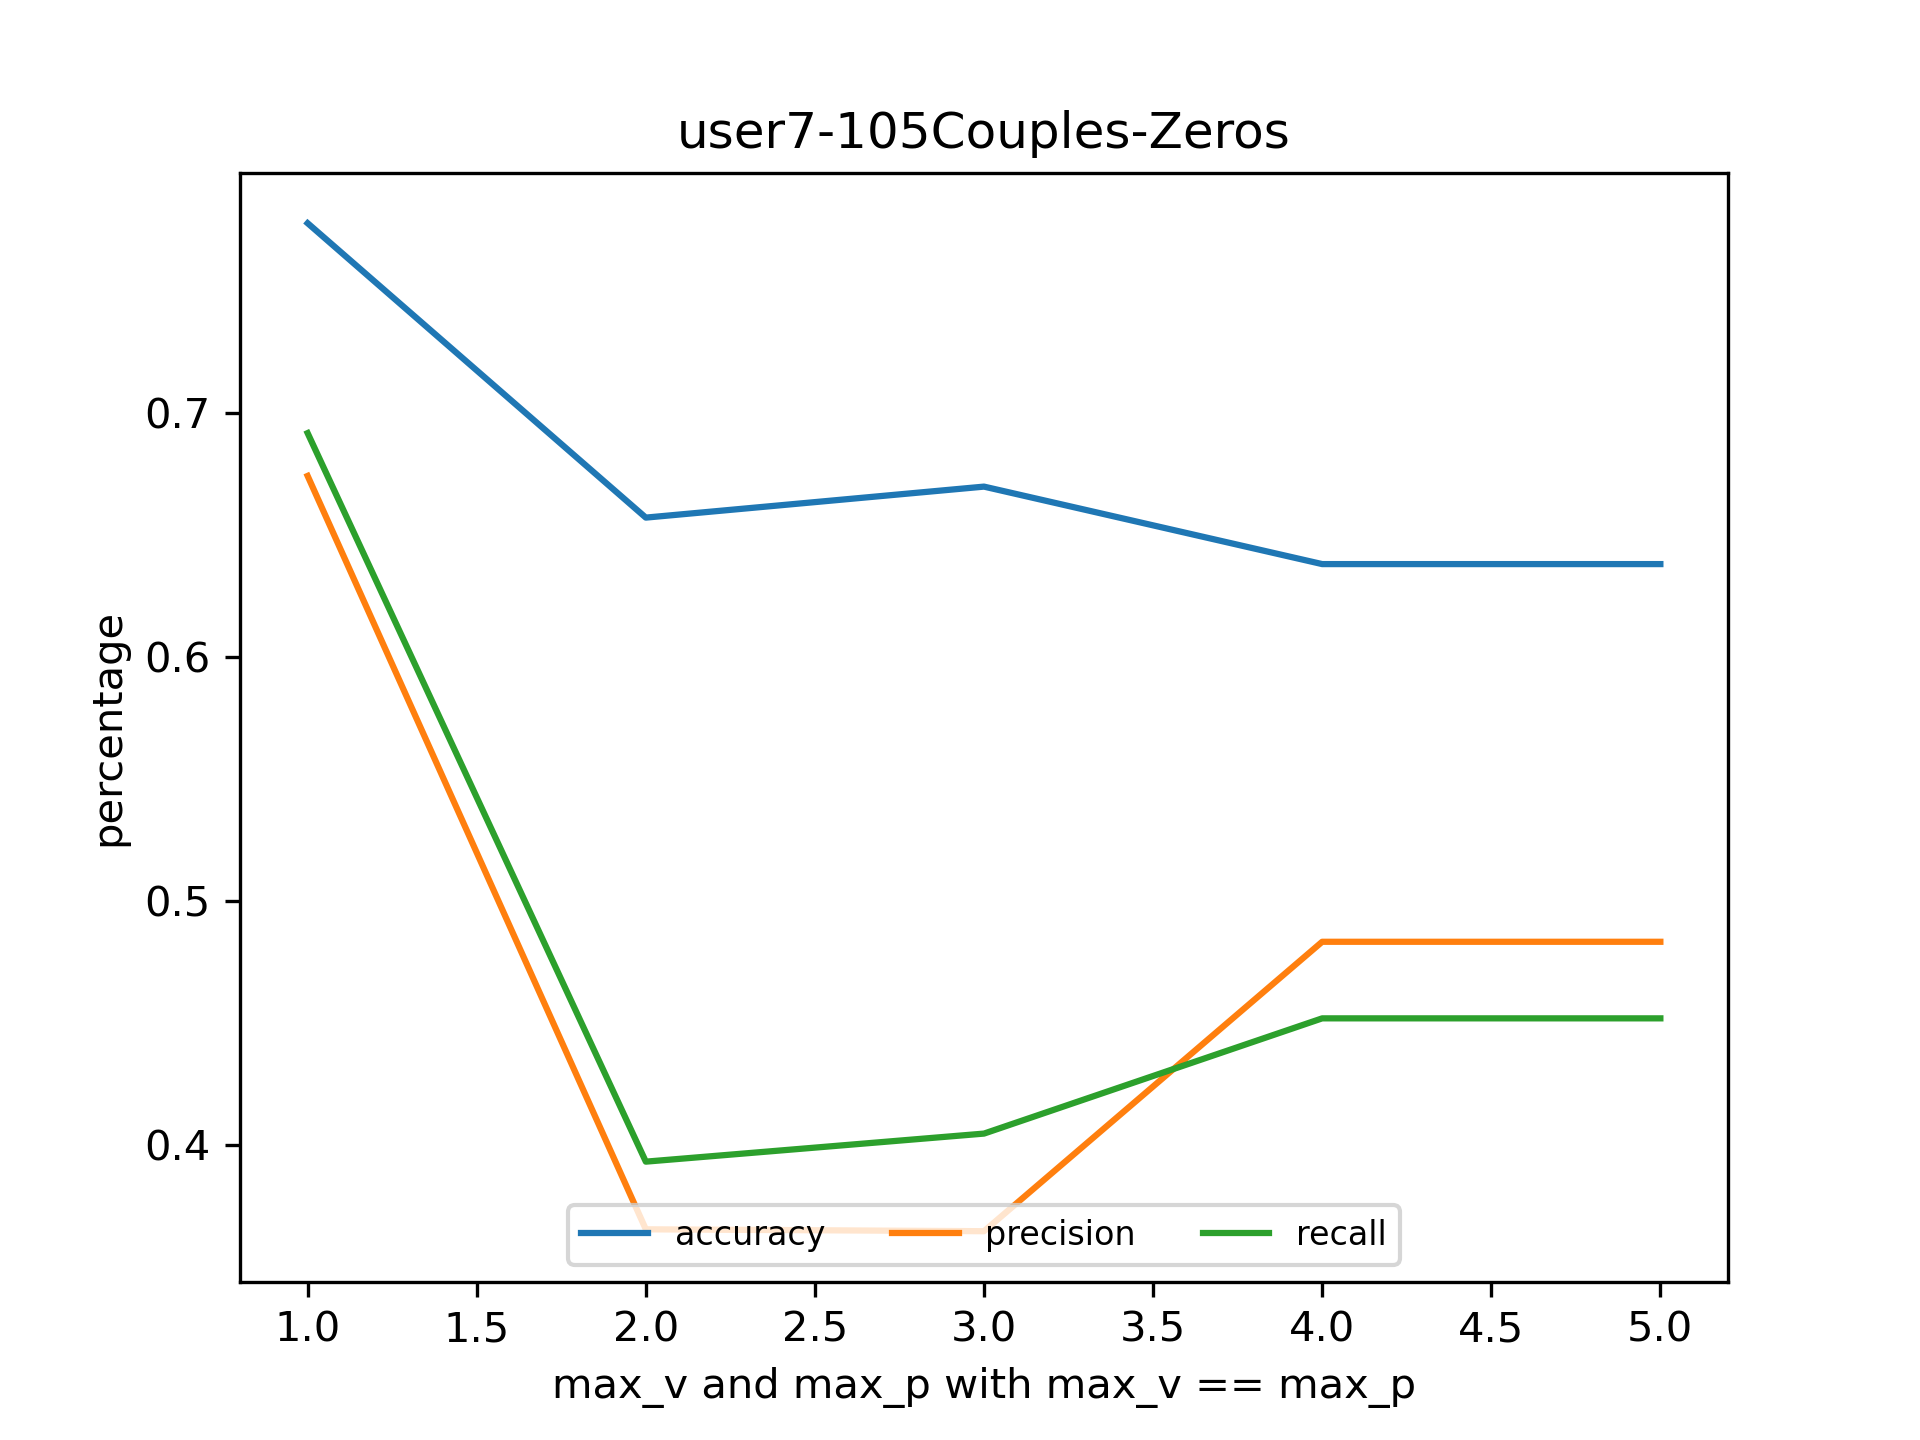 user7-105Couples-Zeros
percentage
0.7
0.6
0.5
0.4
accuracy precision recall
1.0 1.5 2.0 2.5 3.0 3.5 4.0 4.5 5.0
max_v and max_p with max_v == max_p